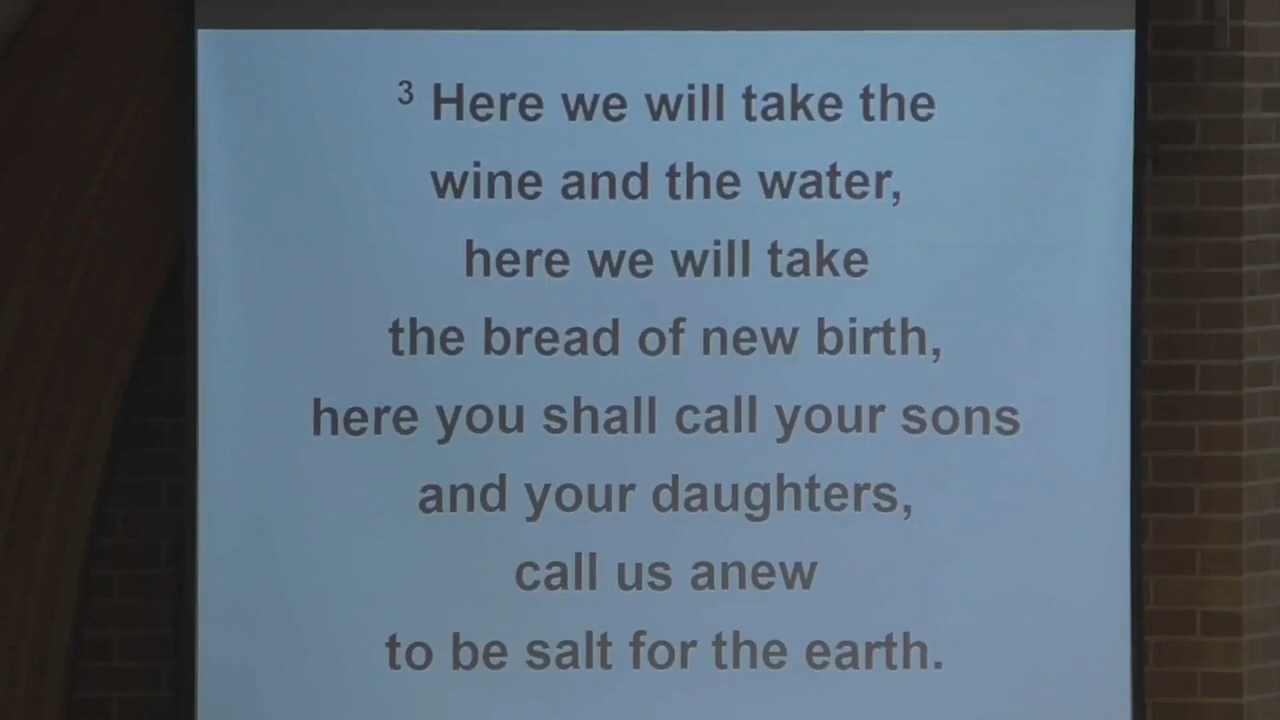 3 Here we will take the
wine and the water,
here we will take
the bread of new birth,
here you shall call your sons
and your daughters,
call us anew
to be salt for the earth.